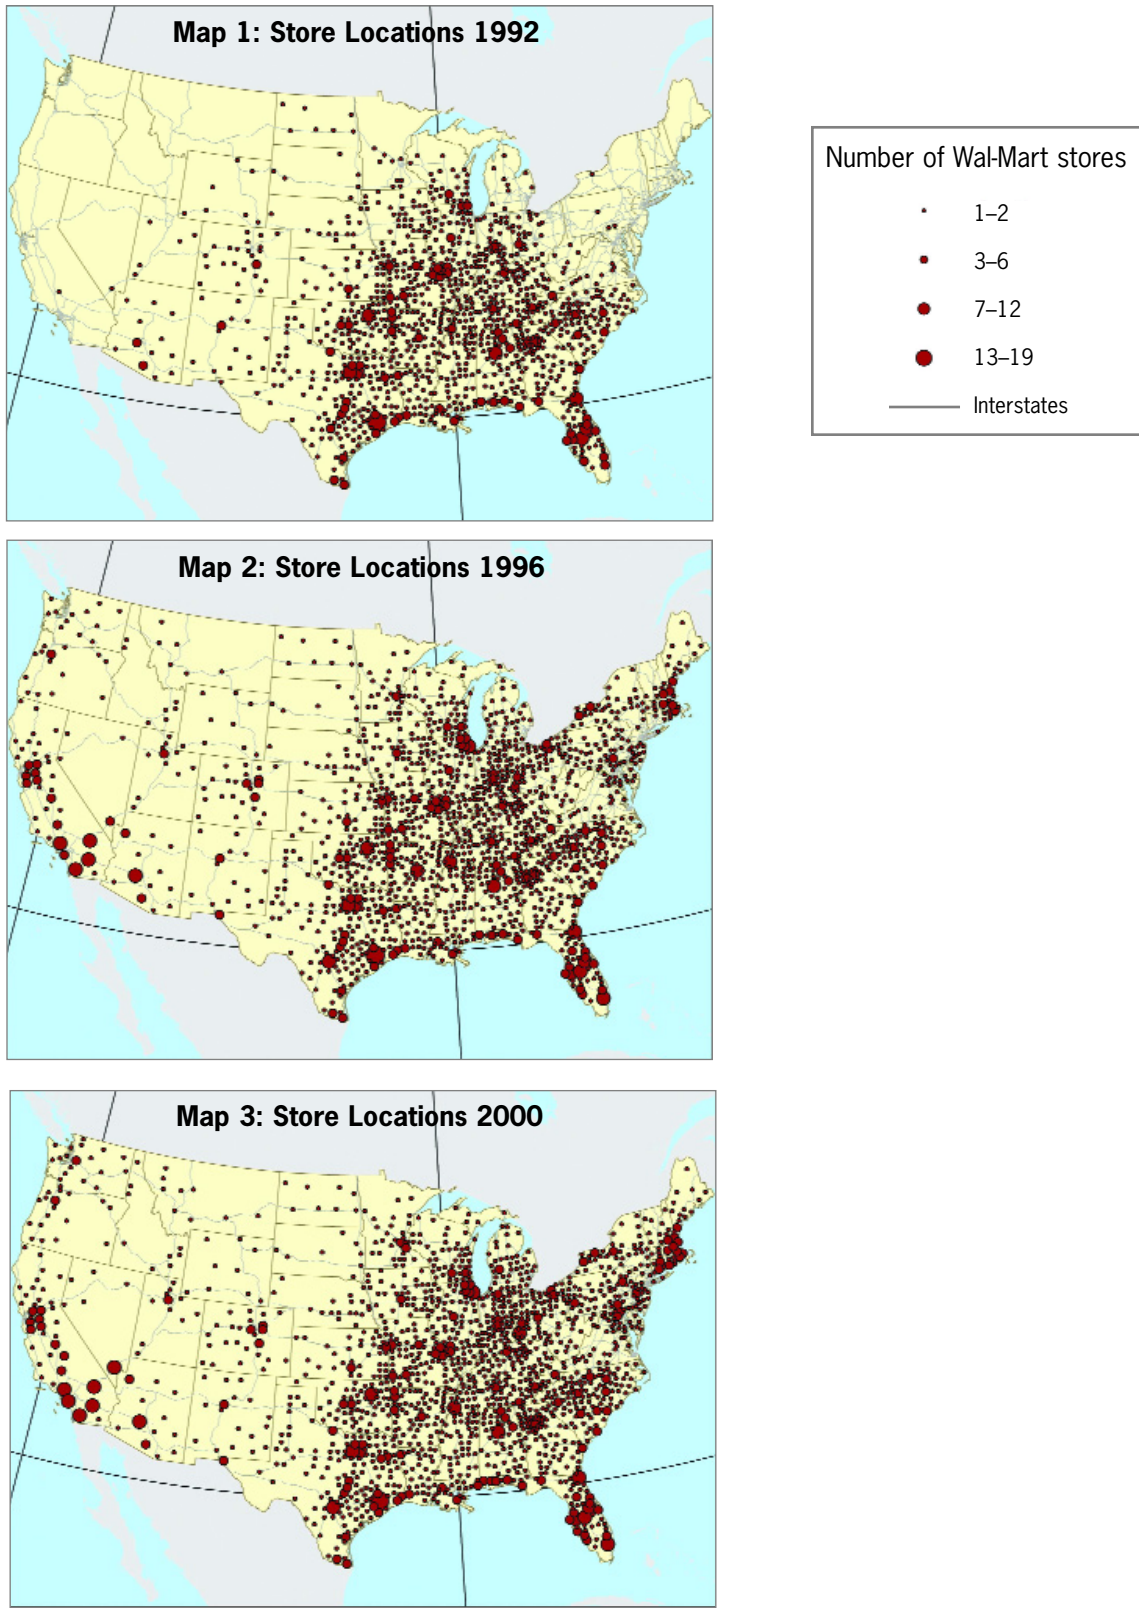 Map 1: Store Locations 1992
Number of Wal-Mart stores
1–2
3–6
7–12
13–19
Interstates
Map 2: Store Locations 1996
Map 3: Store Locations 2000